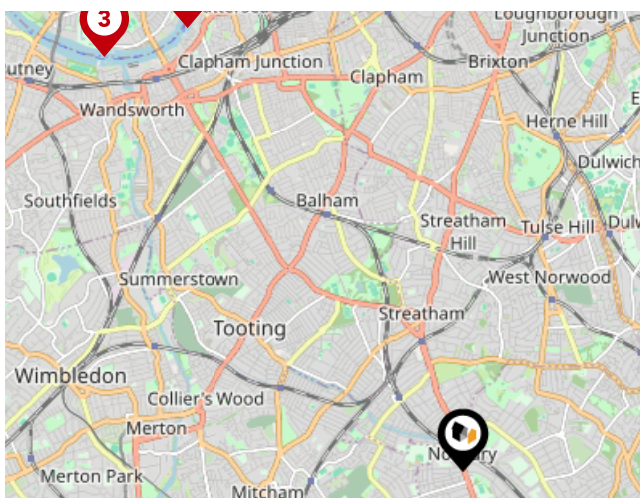 3
Loughborough
Junction
Clapham Junction
Brixton
Clapham
Wandsworth
Herne Hill
Dulwich
Southfields
Balham
Streatham
Hill
Tulse Hill
Summerstown
West Norwood
Streatham
Tooting
Wimbledon
Collier's Wood
Merton
Merton Park
Mitcham